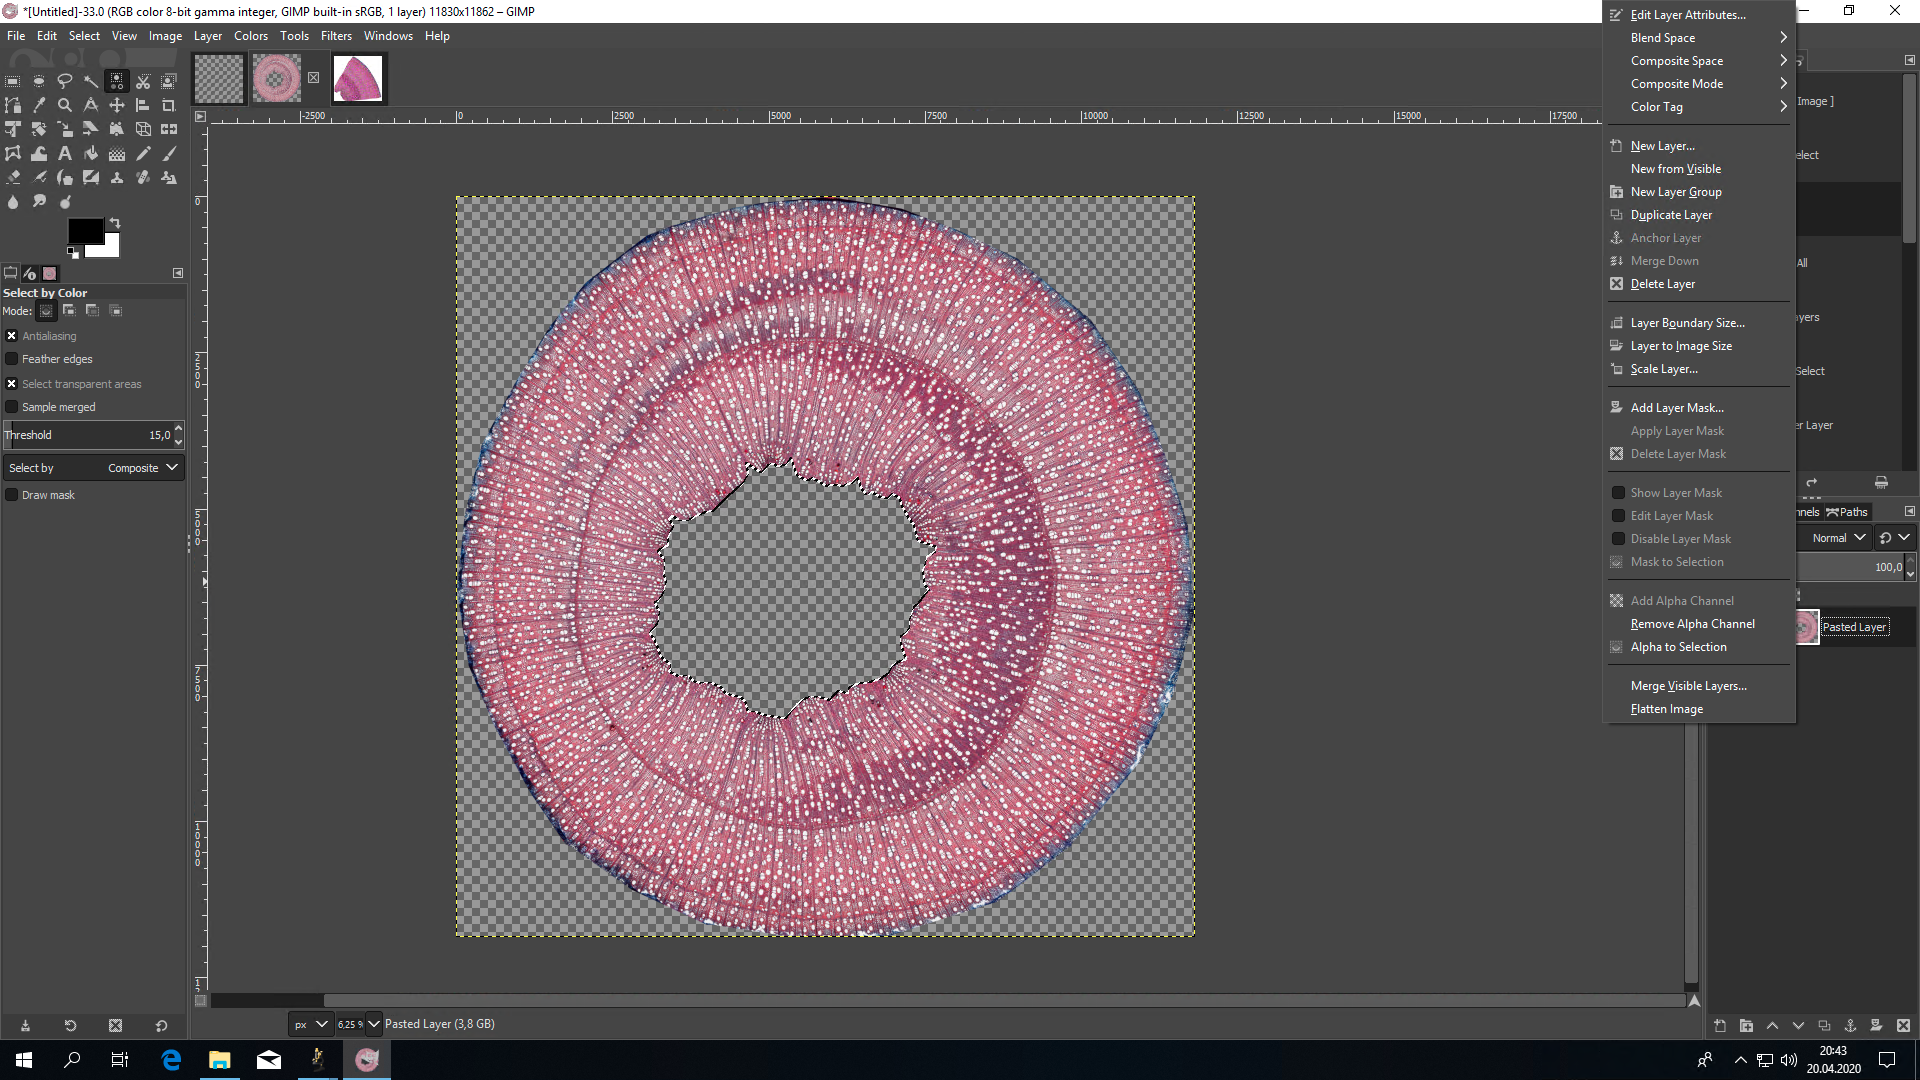 *[Untitled]-33.0 (RGB color 8-bit gamma integer, GIMP built-in sRGB, 1 layer) 11830x11862 – GIMP
File Edit Select View Image Layer Colors Tools Filters Windows Help
-2500 0 2500 5000 7500 10000 12500 15000 17500
0
2500
5000
7500
10000
12
Select by Color
Mode:
Antialiasing
Feather edges
Select transparent areas
Sample merged
Threshold 15,0
Select by Composite
Draw mask
Edit Layer Attributes...
Blend Space
Composite Space
Composite Mode
Color Tag
New Layer...
New from Visible
New Layer Group
Duplicate Layer
Anchor Layer
Merge Down
Delete Layer
Layer Boundary Size...
Layer to Image Size
Scale Layer...
Add Layer Mask...
Apply Layer Mask
Delete Layer Mask
Show Layer Mask
Edit Layer Mask
Disable Layer Mask
Mask to Selection
Add Alpha Channel
Remove Alpha Channel
Alpha to Selection
Merge Visible Layers...
Flatten Image
Image ]
elect
All
ayers
Select
er Layer
nnels Paths
Normal
100,0
Pasted Layer
px 6,25 % Pasted Layer (3,8 GB)
20:43
20.04.2020